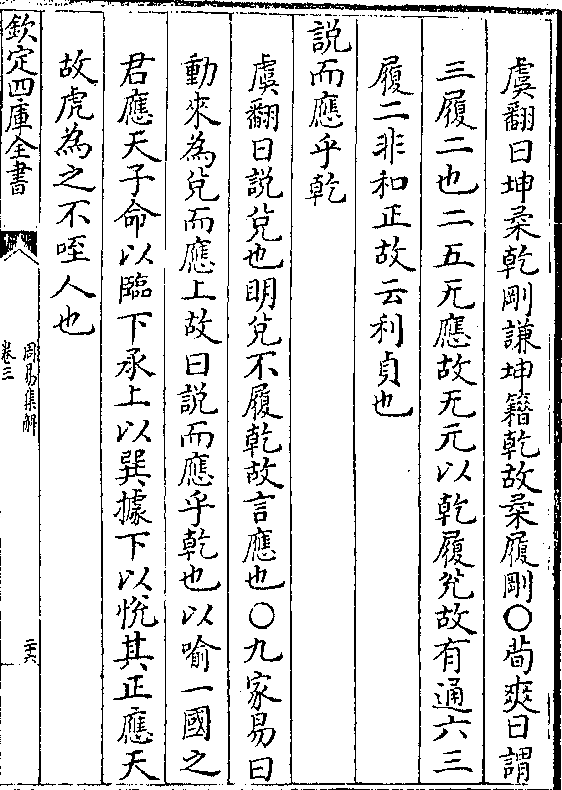 虞翻曰坤柔乾剛謙坤籍乾故柔履剛○荀爽曰謂
三履二也二五无應故无元以乾履兊故有通六三
履二非和正故云利貞也
説而應乎乾
虞翻曰説兊也明兊不履乾故言應也○九家易曰
動來為兊而應上故曰説而應乎乾也以喻一國之
君應天子命以臨下承上以巽據下以悅其正應天
故虎為之不咥人也
欽定四庫全書
周易集解
卷三
二六